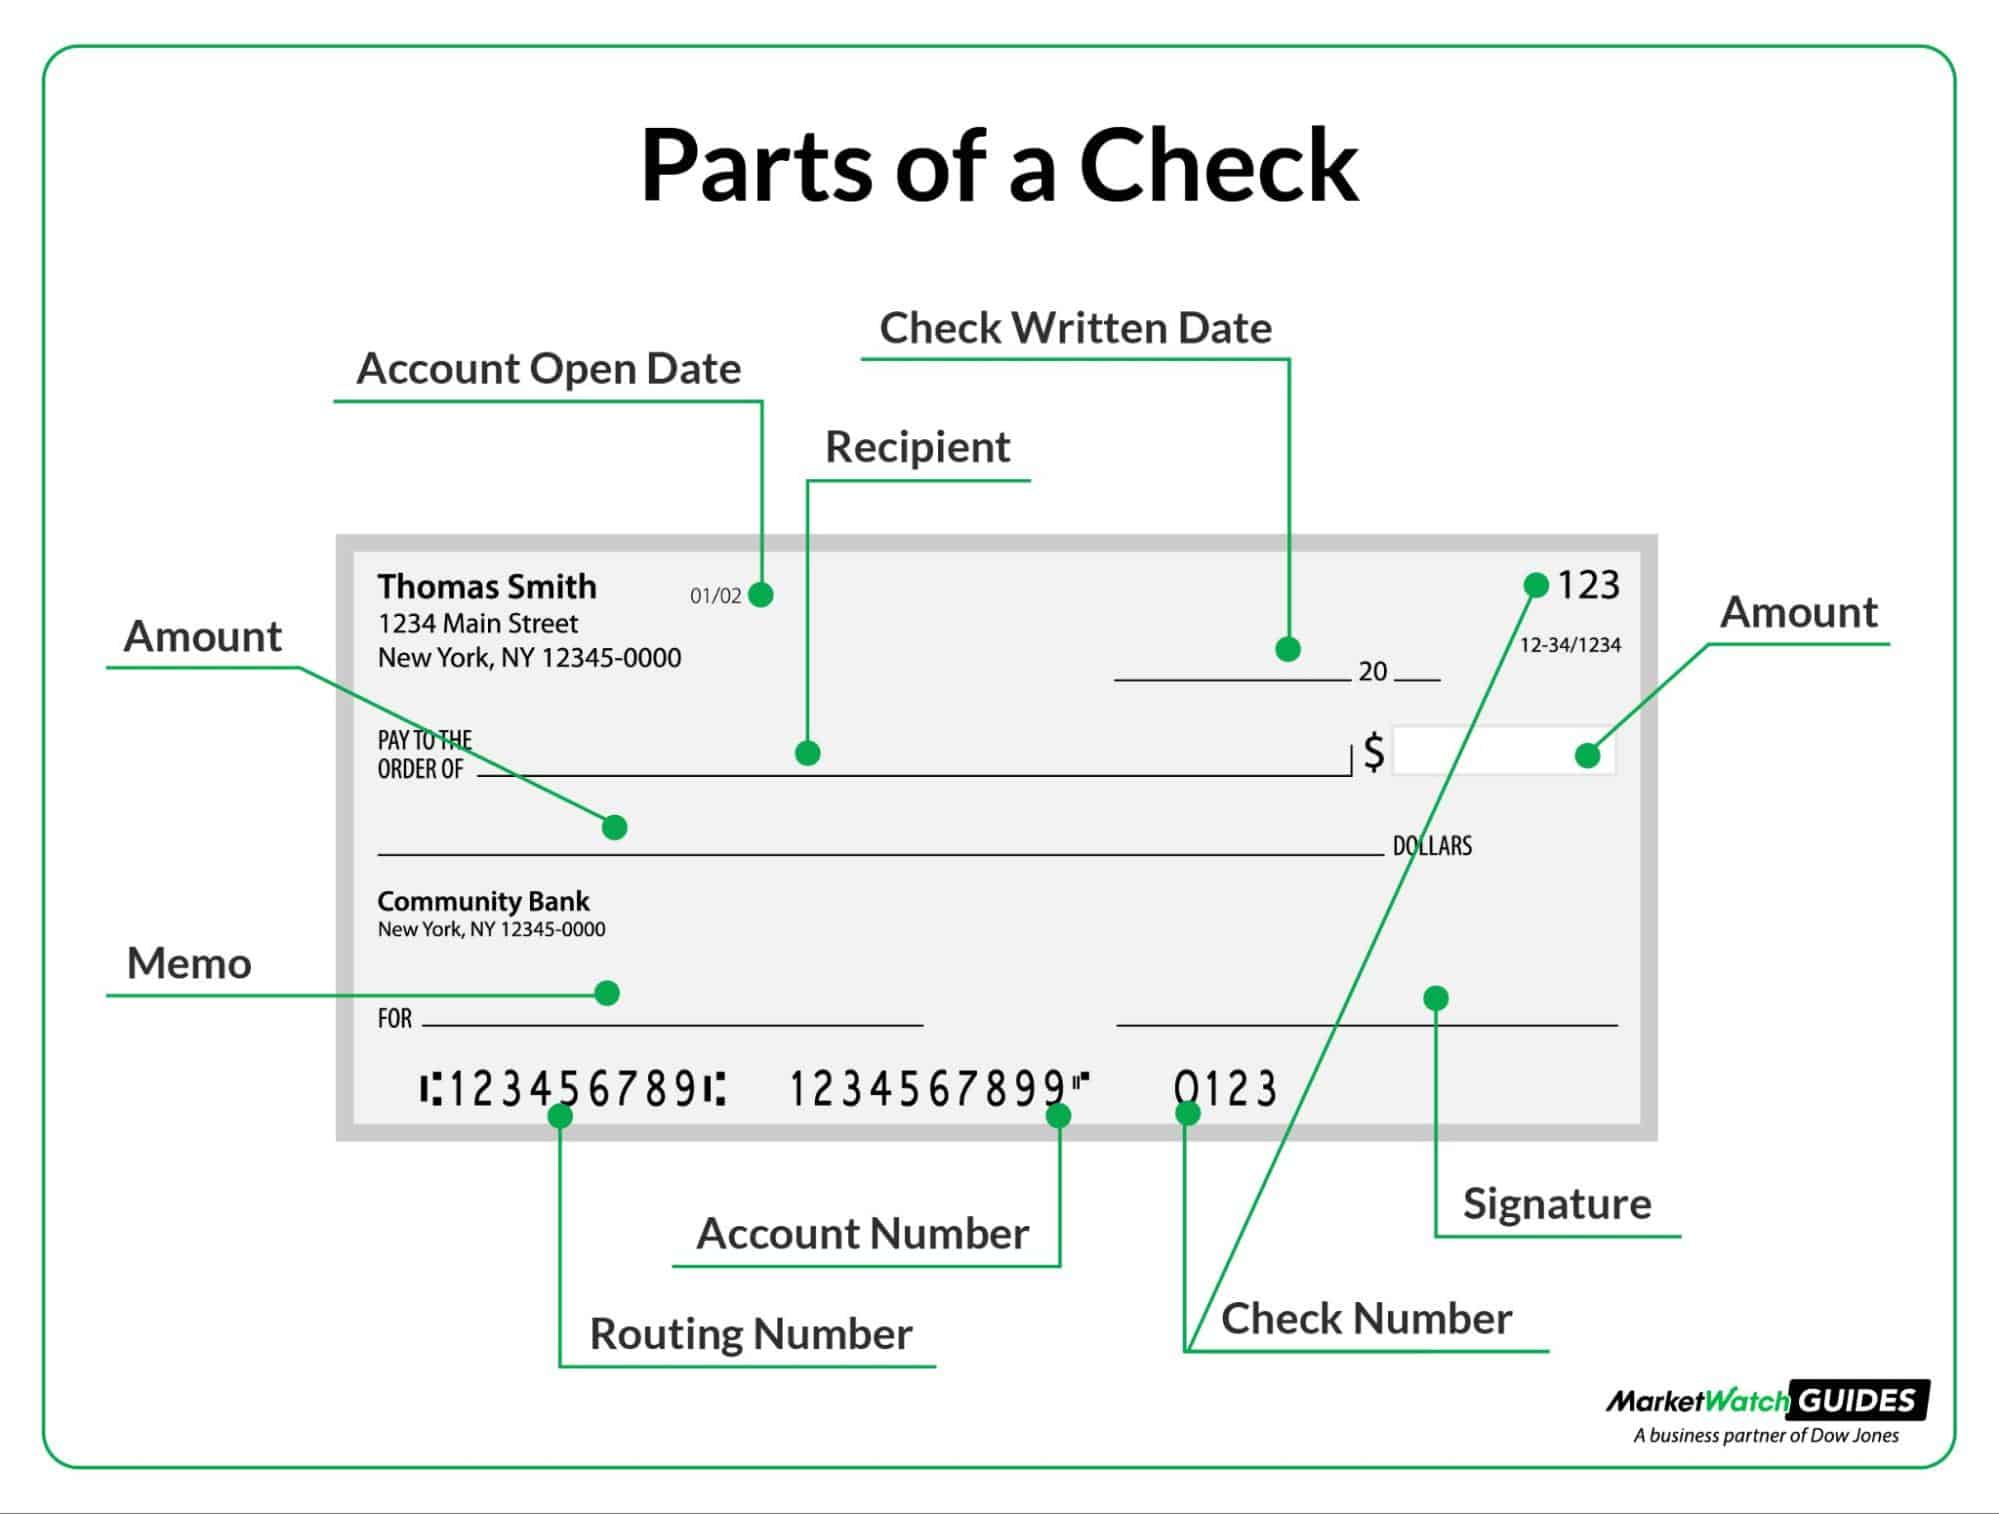 Parts of a Check
Check Written Date
Account Open Date
Recipient
Thomas Smith
01/02
123
1234 Main Street
New York, NY 12345-0000
12-34/1234
Amount
Amount
20
PAY TO THE
ORDER OF
$
DOLLARS
Community Bank
New York, NY 12345-0000
Memo
FOR
⑆123456789⑆ 1234567899⑈ 0123
Signature
Account Number
Check Number
Routing Number
MarketWatch GUIDES
A business partner of Dow Jones